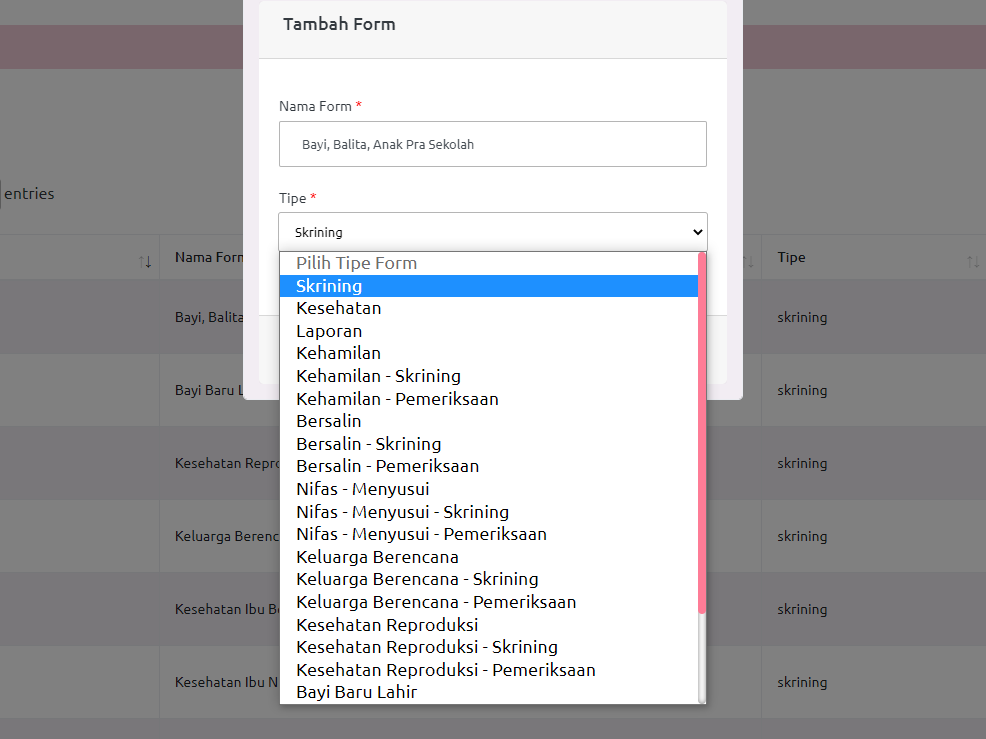 Tambah Form
Nama Form *
Bayi, Balita, Anak Pra Sekolah
entries
Tipe *
Skrining
Nama Form
Tipe
Pilih Tipe Form
Skrining
Kesehatan
Laporan
Kehamilan
Kehamilan - Skrining
Kehamilan - Pemeriksaan
Bersalin
Bersalin - Skrining
Bersalin - Pemeriksaan
Nifas - Menyusui
Nifas - Menyusui - Skrining
Nifas - Menyusui - Pemeriksaan
Keluarga Berencana
Keluarga Berencana - Skrining
Keluarga Berencana - Pemeriksaan
Kesehatan Reproduksi
Kesehatan Reproduksi - Skrining
Kesehatan Reproduksi - Pemeriksaan
Bayi Baru Lahir
Bayi, Balita
skrining
Bayi Baru L
skrining
Kesehatan Repro
skrining
Keluarga Berenc
skrining
Kesehatan Ibu Be
skrining
Kesehatan Ibu N
skrining